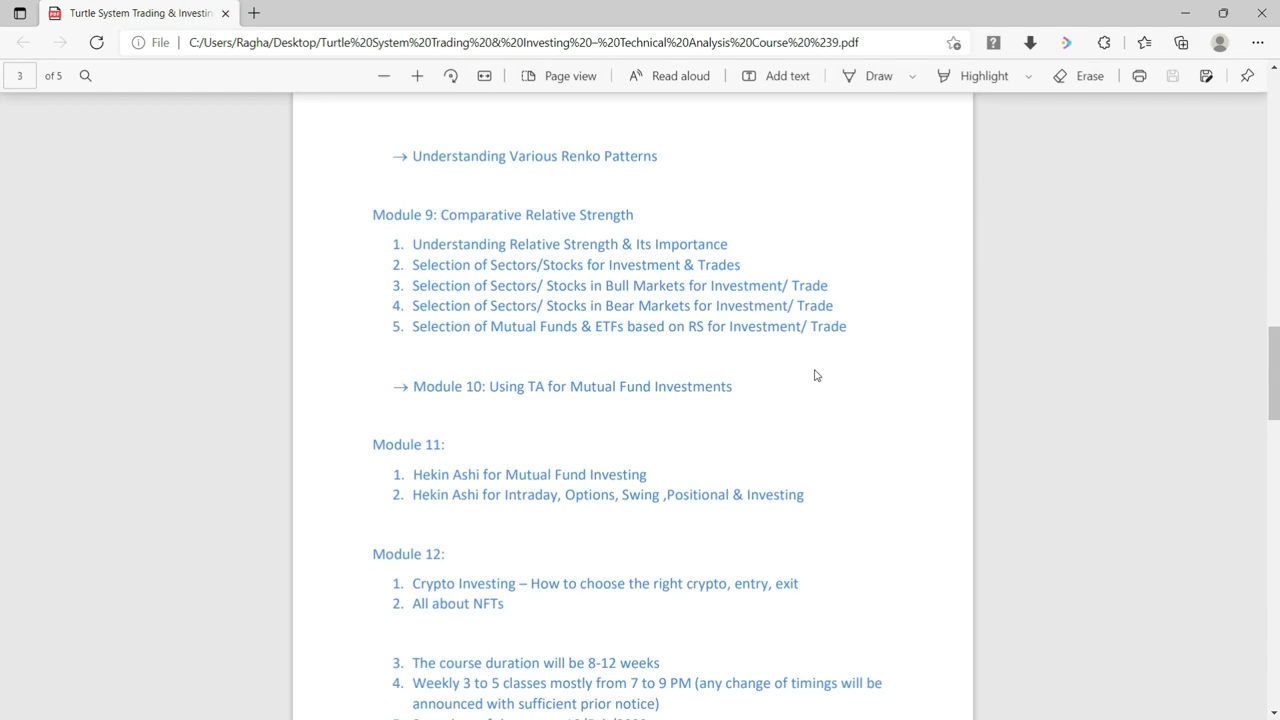 Turtle System Trading & Investin
File C:/Users/Ragha/Desktop/Turtle%20System%20Trading%20&%20Investing%20–%20Technical%20Analysis%20Course%20%239.pdf
3 of 5 Page view Read aloud Add text Draw Highlight Erase
→ Understanding Various Renko Patterns
Module 9: Comparative Relative Strength
1. Understanding Relative Strength & Its Importance
2. Selection of Sectors/Stocks for Investment & Trades
3. Selection of Sectors/ Stocks in Bull Markets for Investment/ Trade
4. Selection of Sectors/ Stocks in Bear Markets for Investment/ Trade
5. Selection of Mutual Funds & ETFs based on RS for Investment/ Trade
→ Module 10: Using TA for Mutual Fund Investments
Module 11:
1. Hekin Ashi for Mutual Fund Investing
2. Hekin Ashi for Intraday, Options, Swing ,Positional & Investing
Module 12:
1. Crypto Investing – How to choose the right crypto, entry, exit
2. All about NFTs
3. The course duration will be 8-12 weeks
4. Weekly 3 to 5 classes mostly from 7 to 9 PM (any change of timings will be
announced with sufficient prior notice)